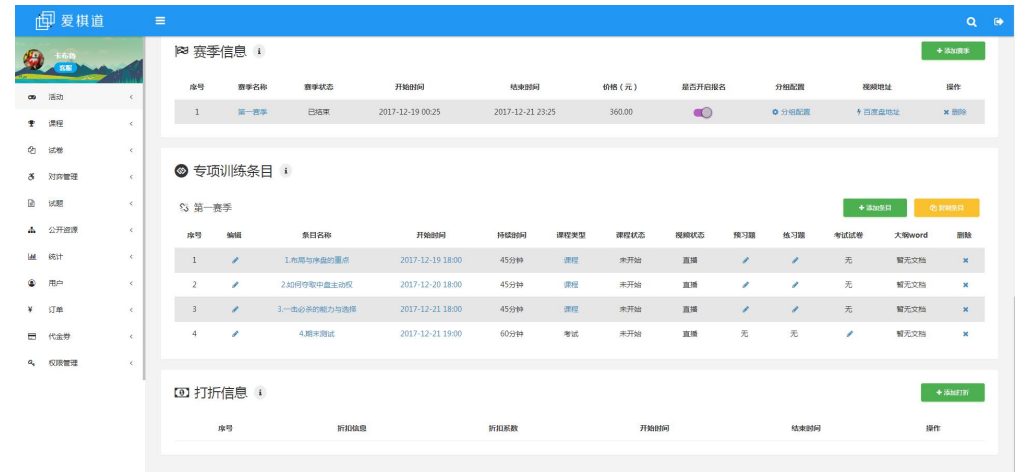 爱棋道
客服
活动
课程
试卷
对弈管理
试题
公开资源
统计
用户
订单
代金券
权限管理
赛季信息 i
+ 添加赛季
序号 赛季名称 赛季状态 开始时间 结束时间 价格（元） 是否开启报名 分组配置 视频地址 操作
1 第一赛季 已结束 2017-12-19 00:25 2017-12-21 23:25 360.00 分组配置 百度盘地址 删除
专项训练条目 i
第一赛季
+ 添加条目 复制条目
序号 编辑 条目名称 开始时间 持续时间 课程类型 课程状态 视频状态 预习题 练习题 考试试卷 大纲word 删除
1 1.布局与序盘的重点 2017-12-19 18:00 45分钟 课程 未开始 直播 无 暂无文档
2 2.如何夺取中盘主动权 2017-12-20 18:00 45分钟 课程 未开始 直播 无 暂无文档
3 3.一击必杀的能力与选择 2017-12-21 18:00 45分钟 课程 未开始 直播 无 暂无文档
4 4.期末测试 2017-12-21 19:00 60分钟 考试 未开始 直播 无 无 暂无文档
打折信息 i
+ 添加打折
序号 折扣信息 折扣系数 开始时间 结束时间 操作